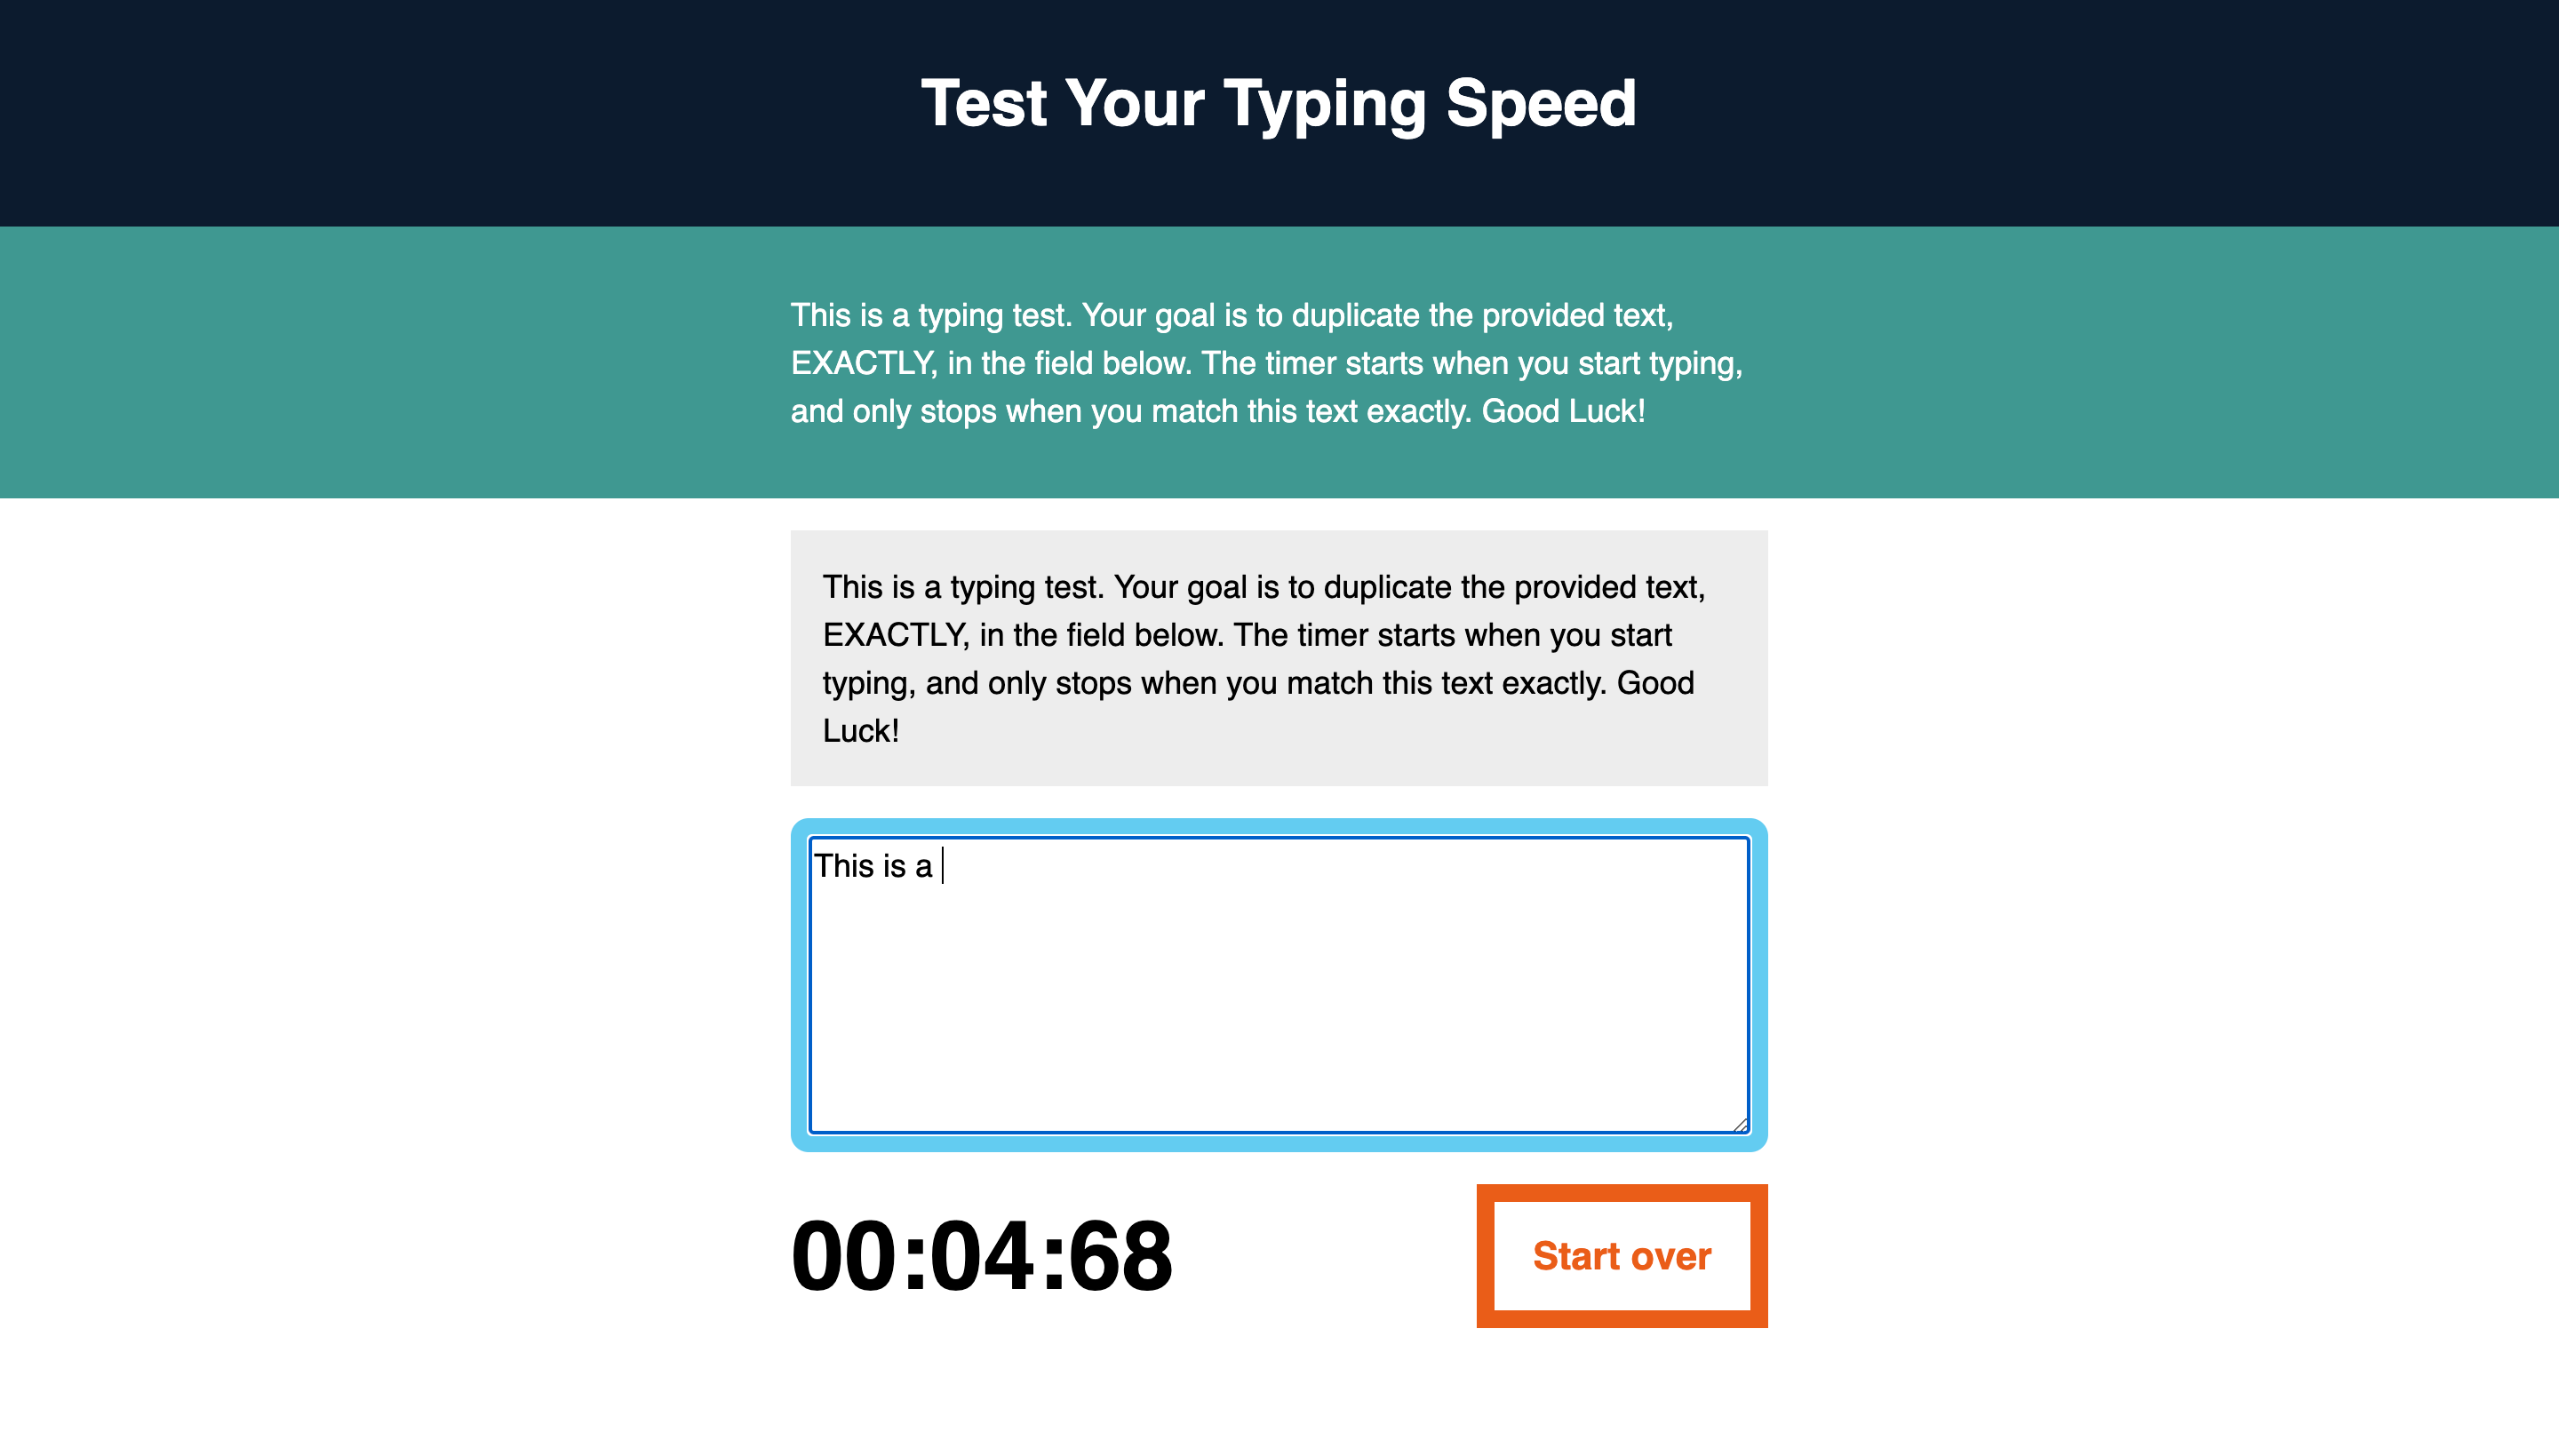 Test Your Typing Speed
This is a typing test. Your goal is to duplicate the provided text,
EXACTLY, in the field below. The timer starts when you start typing,
and only stops when you match this text exactly. Good Luck!
This is a typing test. Your goal is to duplicate the provided text,
EXACTLY, in the field below. The timer starts when you start
typing, and only stops when you match this text exactly. Good
Luck!
This is a
00:04:68
Start over